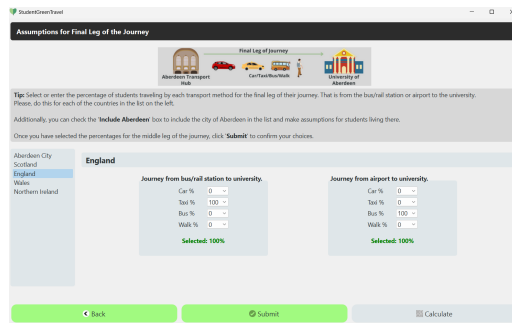 StudentGreenTravel
Assumptions for Final Leg of the Journey
Final Leg of Journey
Aberdeen Transport Hub
Car/Taxi/Bus/Walk
University of Aberdeen
Tip: Select or enter the percentage of students traveling by each transport method for the final leg of their journey. That is from the bus/rail station or airport to the university.
Please, do this for each of the countries in the list on the left.
Additionally, you can check the 'Include Aberdeen' box to include the city of Aberdeen in the list and make assumptions for students living there.
Once you have selected the percentages for the middle leg of the journey, click 'Submit' to confirm your choices.
Aberdeen City
Scotland
England
Wales
Northern Ireland
England
Journey from bus/rail station to university.
Car % 0
Taxi % 100
Bus % 0
Walk % 0
Selected: 100%
Journey from airport to university.
Car % 0
Taxi % 0
Bus % 100
Walk % 0
Selected: 100%
Back
Submit
Calculate